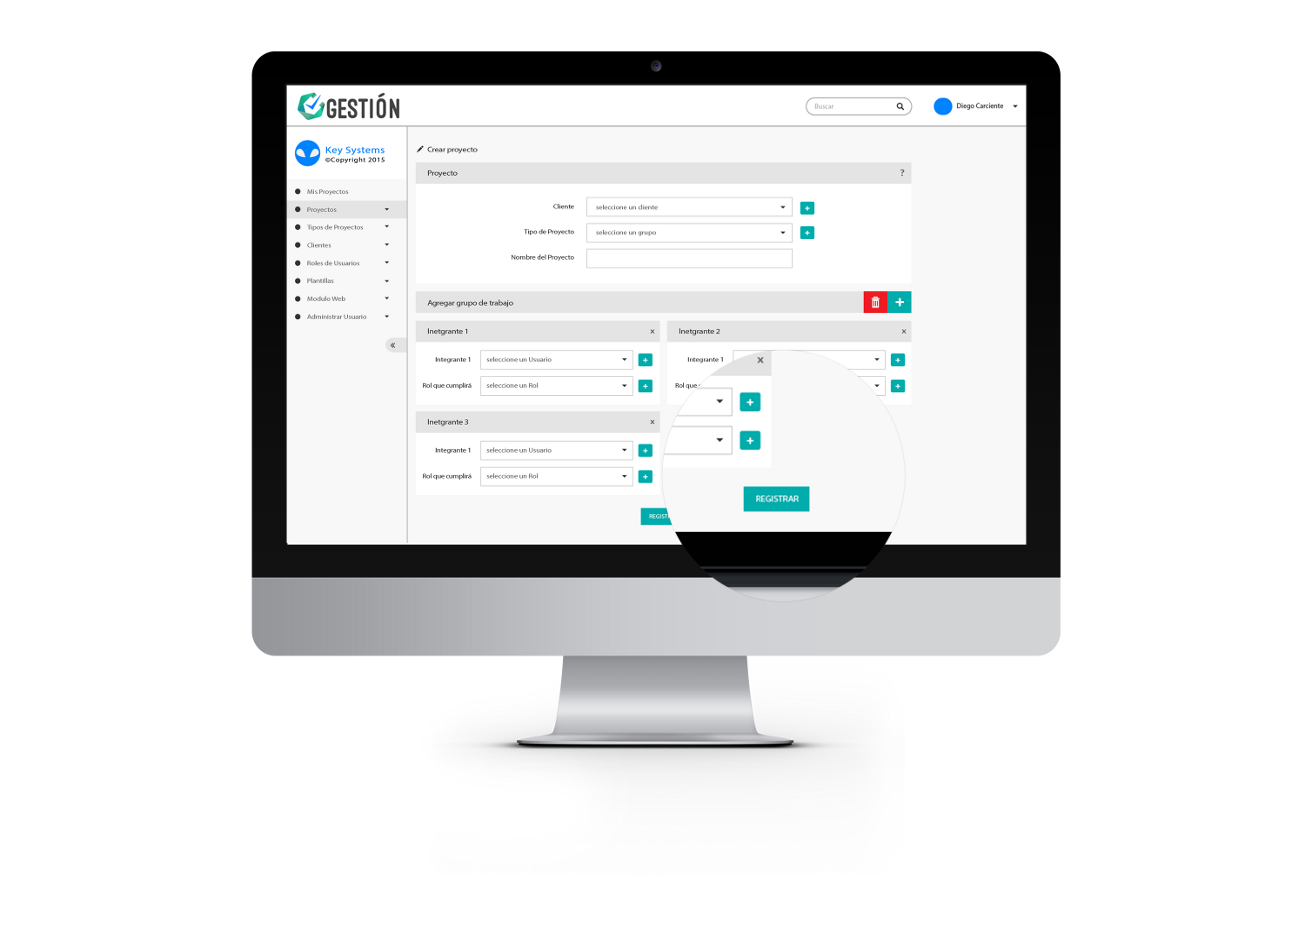 GESTIÓN
Buscar
Diego Carciente
Key Systems
©Copyright 2015
Mis Proyectos
Proyectos
Tipos de Proyectos
Clientes
Roles de Usuarios
Plantillas
Modulo Web
Administrar Usuario
«
Crear proyecto
Proyecto ?
Cliente seleccione un cliente +
Tipo de Proyecto seleccione un grupo +
Nombre del Proyecto
Agregar grupo de trabajo +
Inetgrante 1 x
Integrante 1 seleccione un Usuario +
Rol que cumplirá seleccione un Rol +
Inetgrante 2 x
Integrante 1 +
Rol que +
Inetgrante 3 x
Integrante 1 seleccione un Usuario +
Rol que cumplirá seleccione un Rol +
REGIST
x
+
+
REGISTRAR